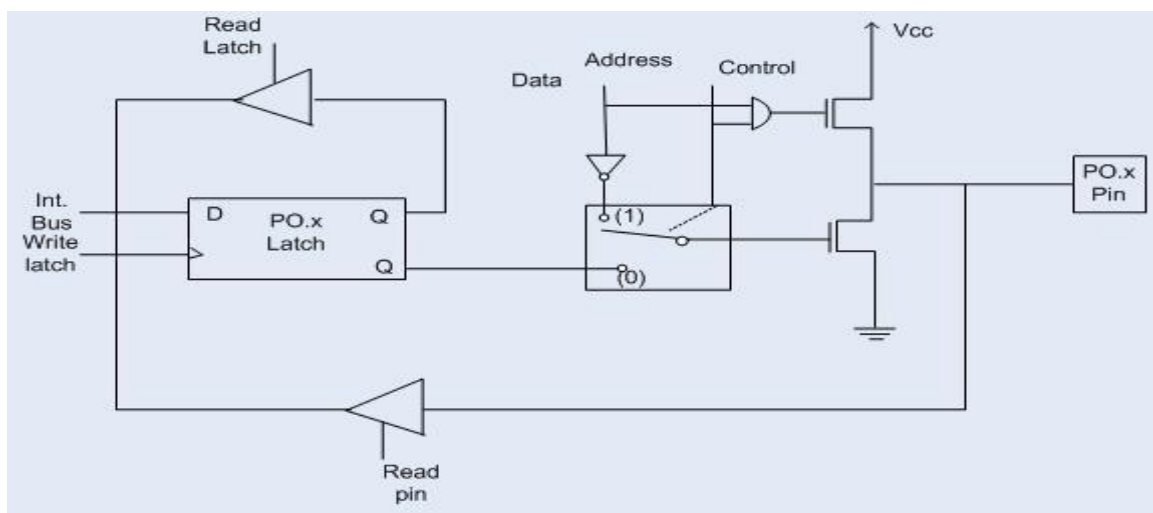 Read
Latch
Vcc
Address
Data
Control
Int.
Bus
Write
latch
D
PO.x
Latch
Q
Q
(1)
(0)
PO.x
Pin
Read
pin